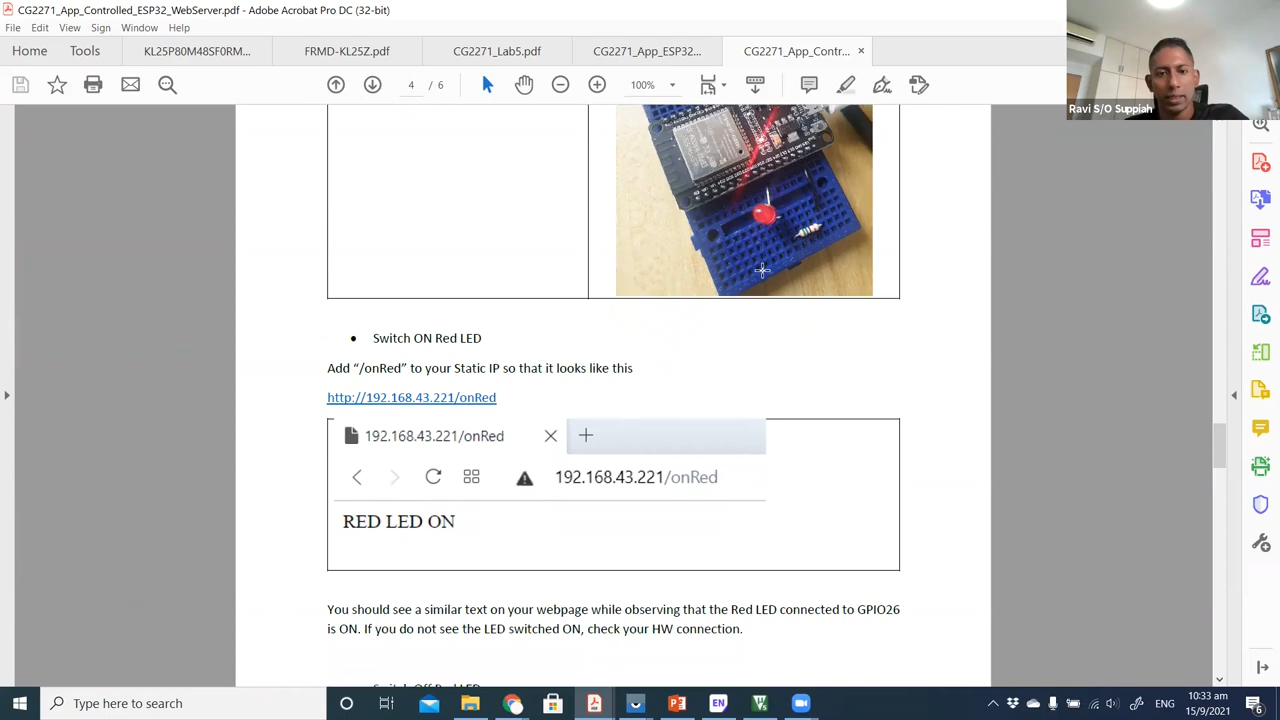 CG2271_App_Controlled_ESP32_WebServer.pdf - Adobe Acrobat Pro DC (32-bit)
File Edit View Sign Window Help
Home Tools KL25P80M48SF0RM... FRMD-KL25Z.pdf CG2271_Lab5.pdf CG2271_App_ESP32... CG2271_App_Contr...
4 / 6 100%
Ravi S/O Suppiah
• Switch ON Red LED
Add “/onRed” to your Static IP so that it looks like this
http://192.168.43.221/onRed
192.168.43.221/onRed
192.168.43.221/onRed
RED LED ON
You should see a similar text on your webpage while observing that the Red LED connected to GPIO26
is ON. If you do not see the LED switched ON, check your HW connection.
Type here to search
EN
ENG
10:33 am
15/9/2021
6